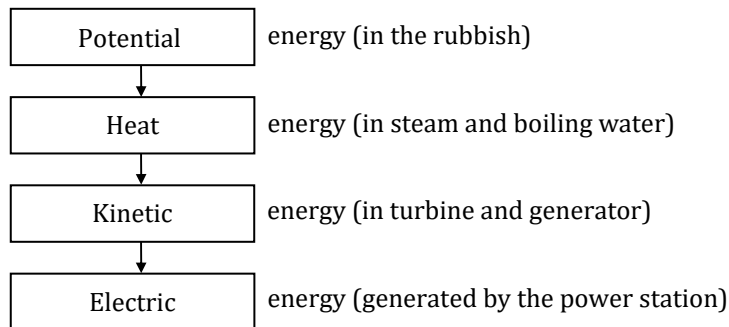 Potential energy (in the rubbish)
Heat energy (in steam and boiling water)
Kinetic energy (in turbine and generator)
Electric energy (generated by the power station)